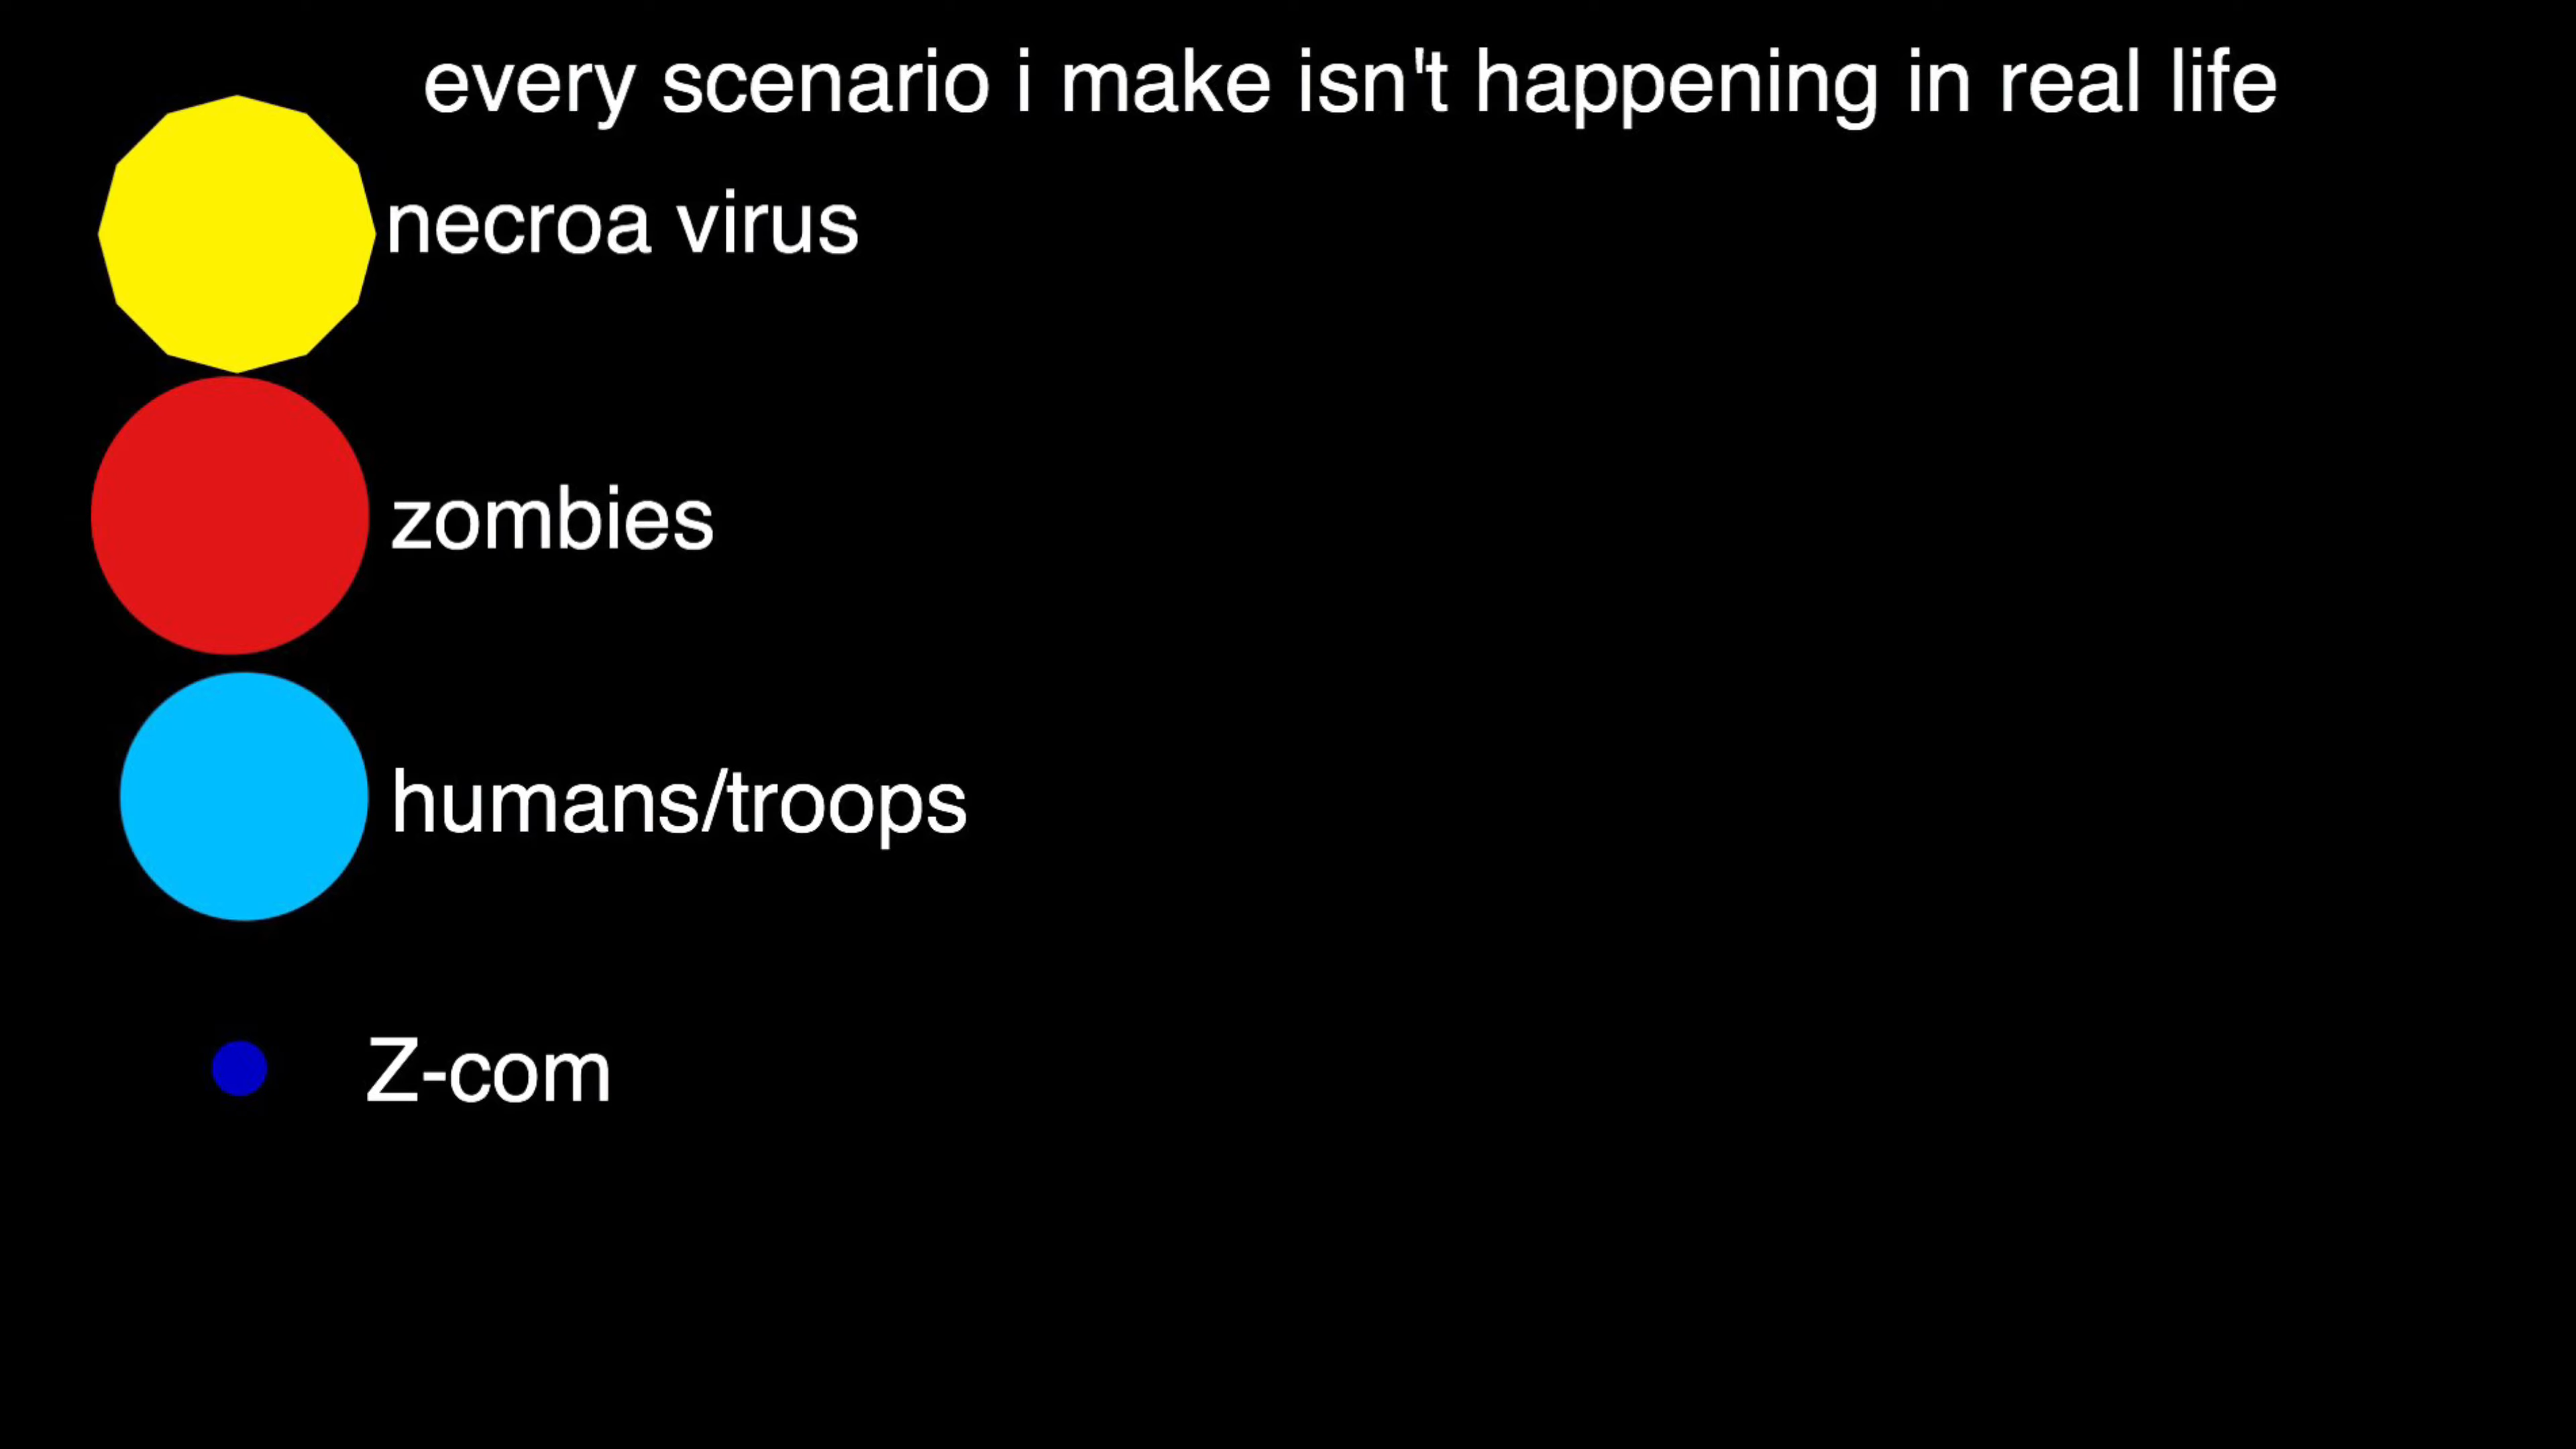 every scenario i make isn't happening in real life
necroa virus
zombies
humans/troops
Z-com